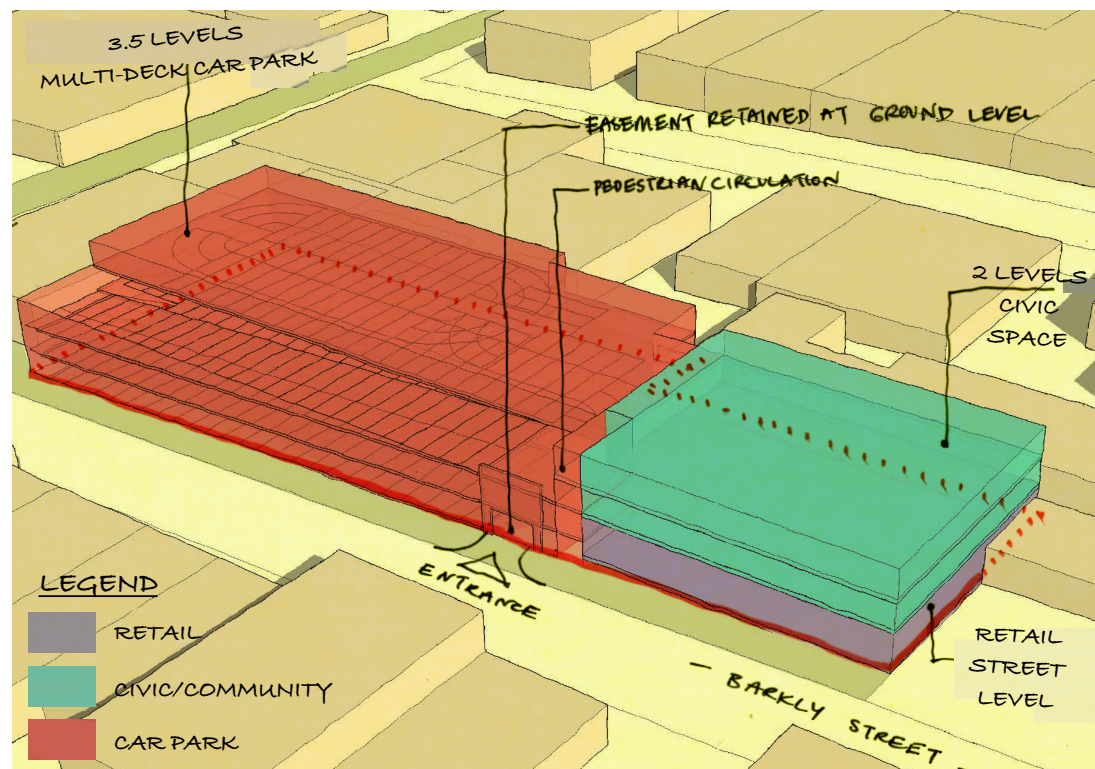 3.5 LEVELS
MULTI-DECK CAR PARK
EASEMENT RETAINED AT GROUND LEVEL
PEDESTRIAN CIRCULATION
2 LEVELS
CIVIC
SPACE
ENTRANCE
LEGEND
RETAIL
CIVIC/COMMUNITY
CAR PARK
RETAIL
STREET
LEVEL
– BARKLY STREET –